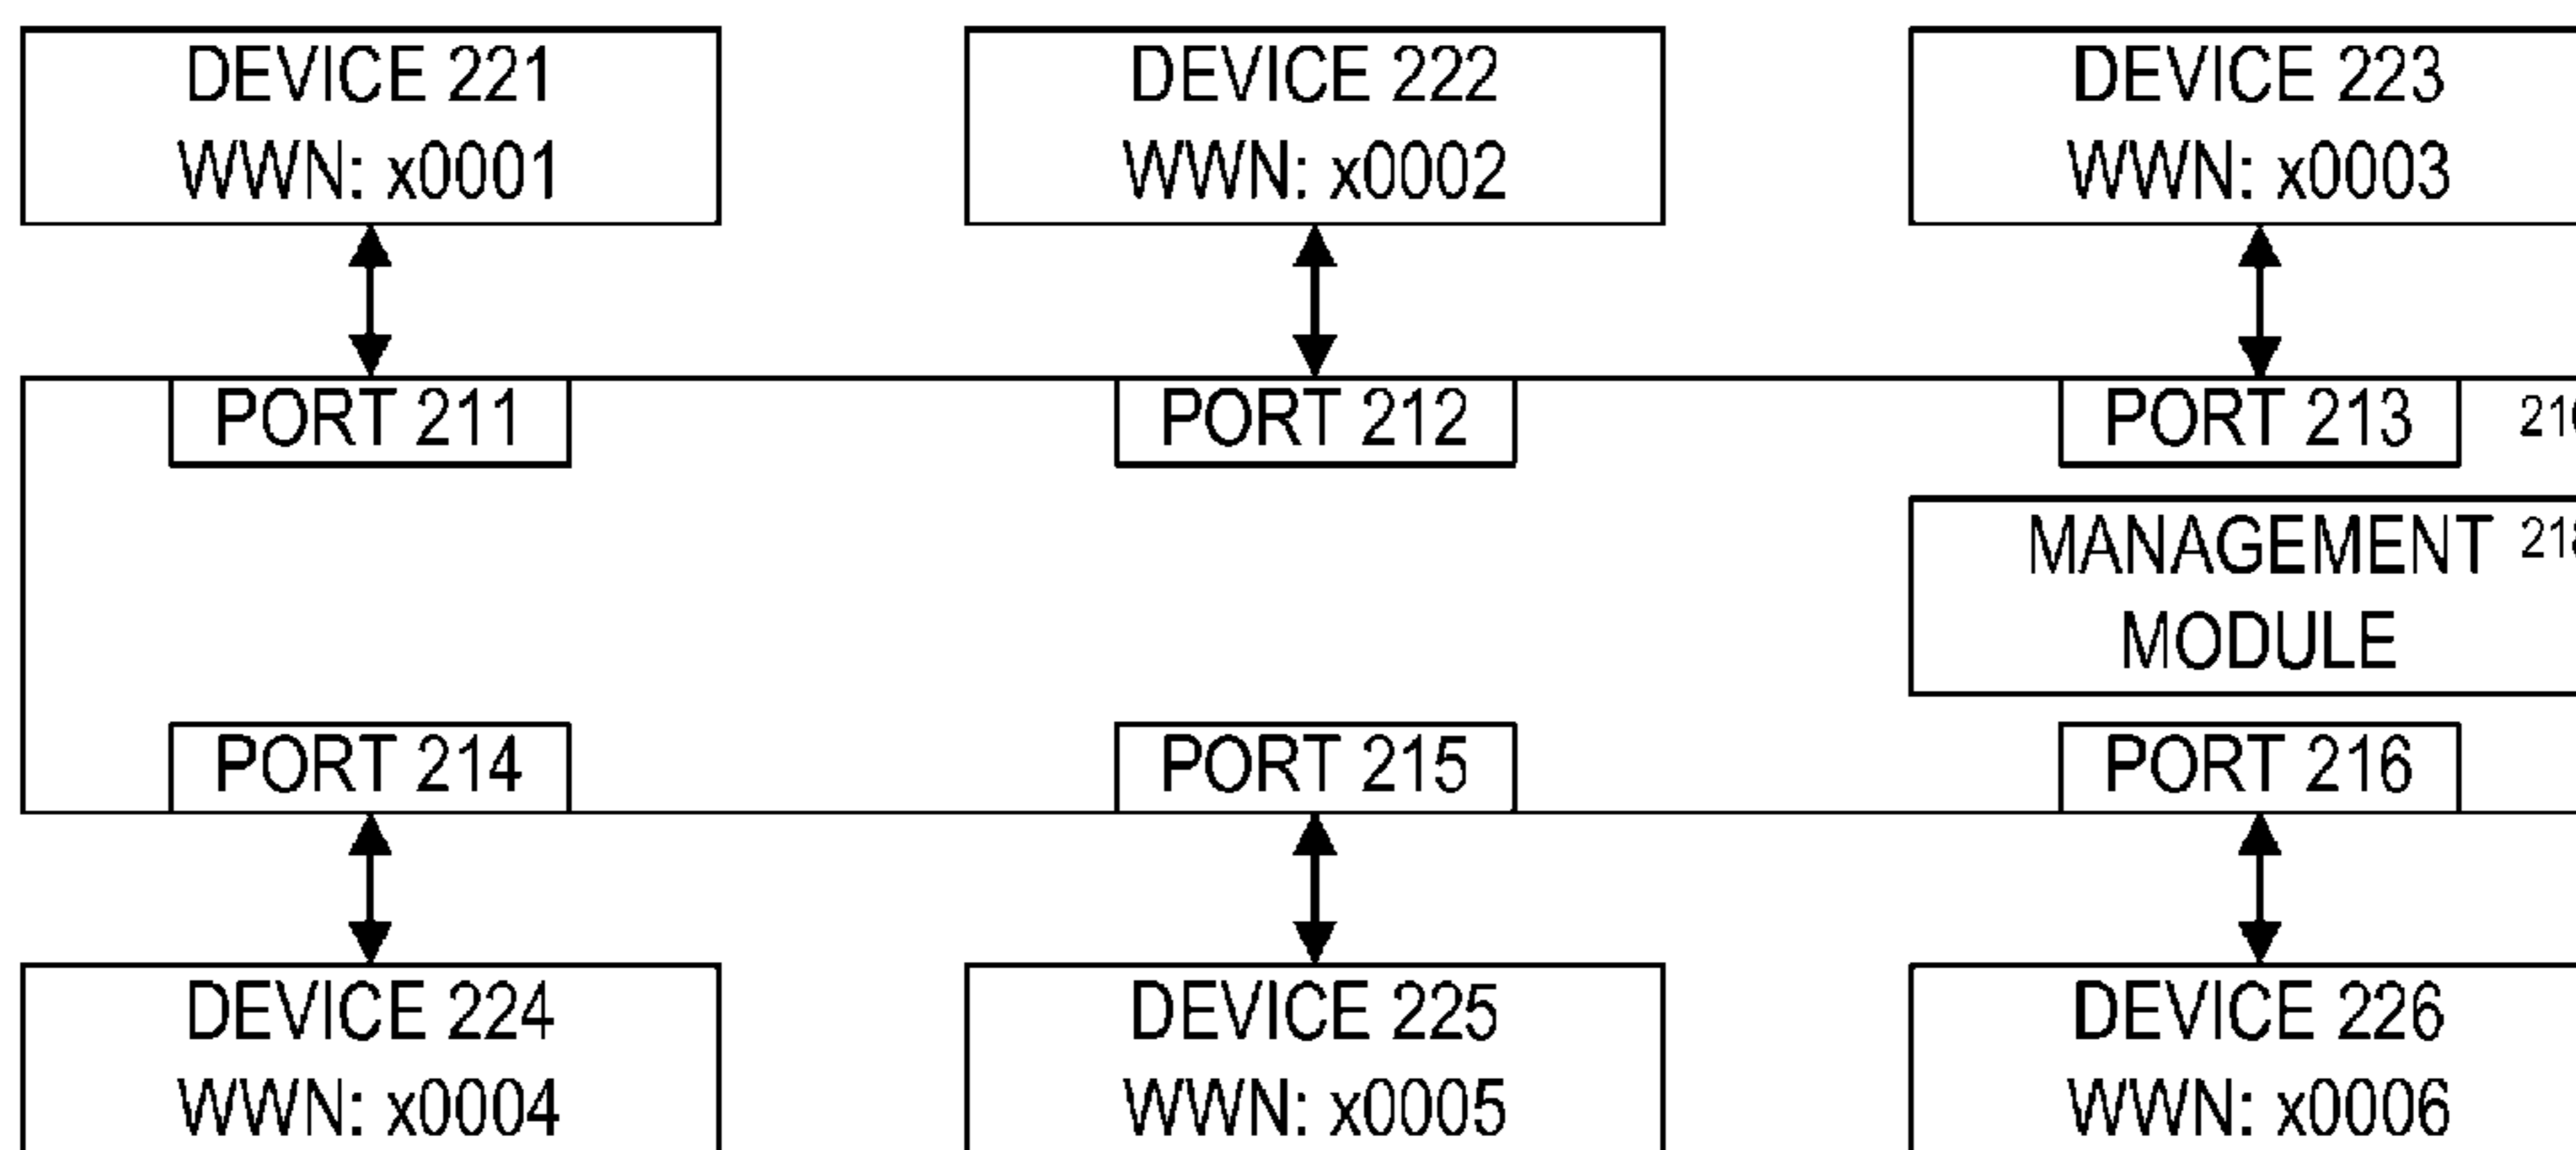 DEVICE 221
WWN: x0001
DEVICE 222
WWN: x0002
DEVICE 223
WWN: x0003
PORT 211
PORT 212
PORT 213
MANAGEMENT
MODULE
PORT 214
PORT 215
PORT 216
DEVICE 224
WWN: x0004
DEVICE 225
WWN: x0005
DEVICE 226
WWN: x0006